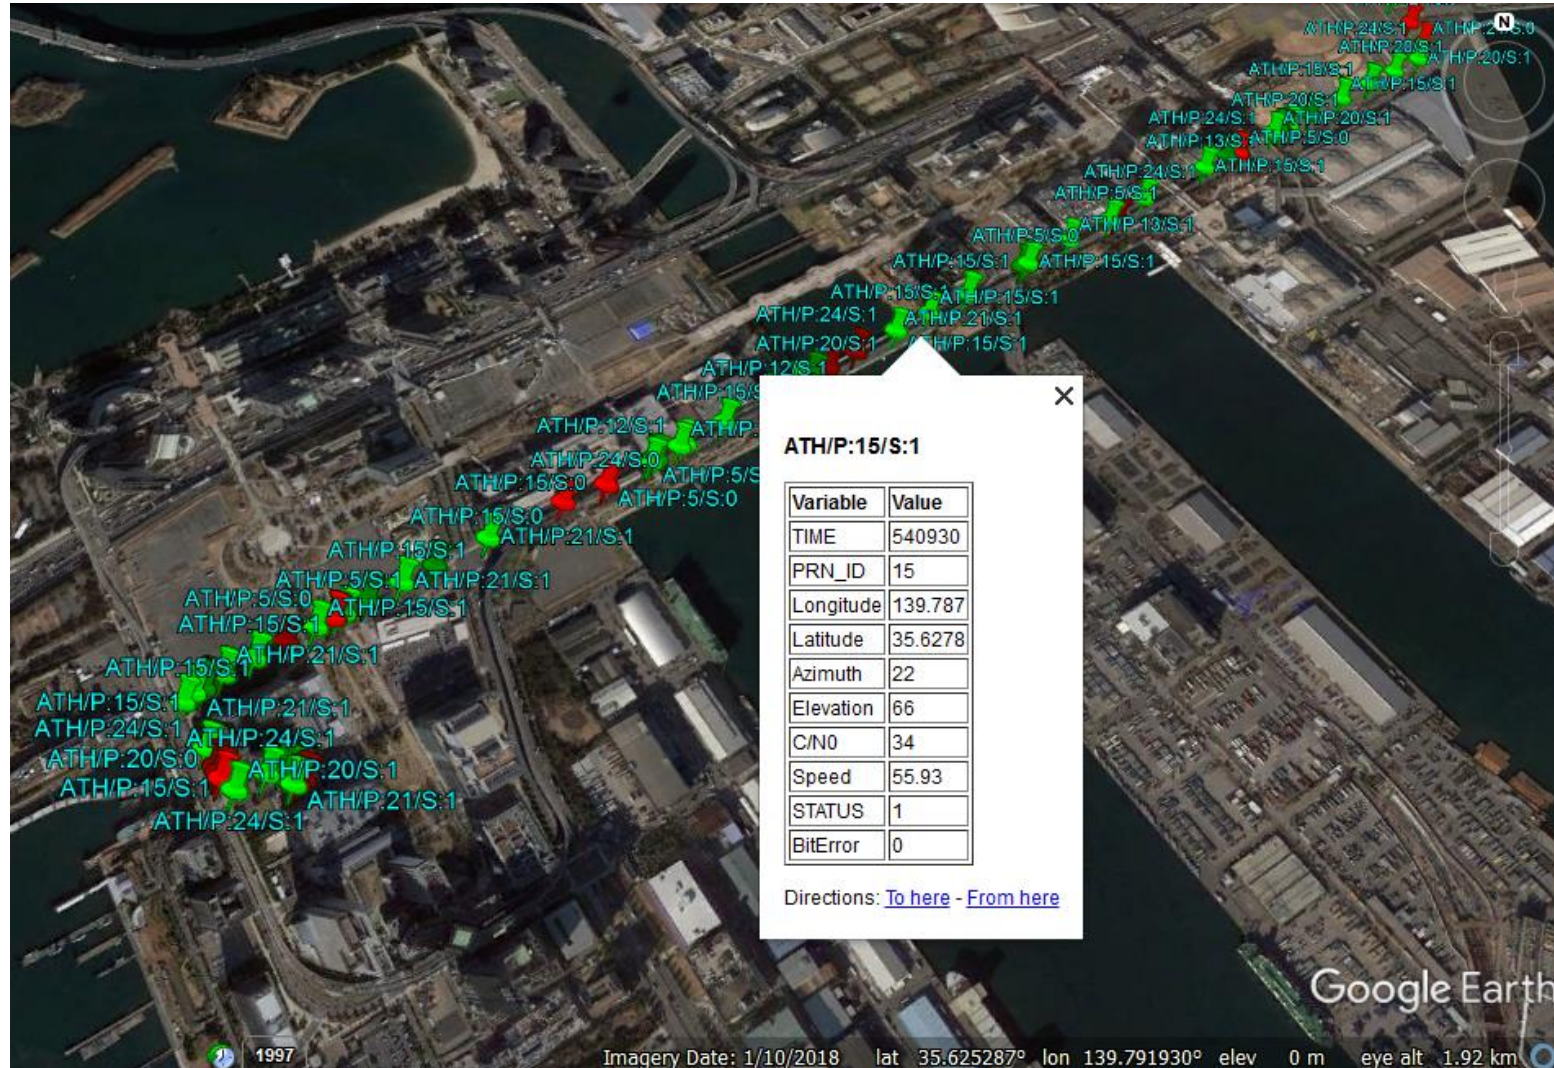 ATH/P:24/S:1
ATH/P:20/S:1
ATH/P:20/S:1
ATH/P:15/S:1
ATH/P:20/S:1
ATH/P:24/S:1
ATH/P:20/S:1
ATH/P:5/S:0
ATH/P:15/S:1
ATH/P:24/S:1
ATH/P:5/S:1
ATH/P:13/S:1
ATH/P:5/S:0
ATH/P:15/S:1
ATH/P:15/S:1
ATH/P:15/S:1
ATH/P:15/S:1
ATH/P:24/S:1
ATH/P:21/S:1
ATH/P:20/S:1
ATH/P:15/S:1
ATH/P:12/S:1
ATH/P:15/S
ATH/P:12/S:1
ATH/P:
ATH/P:24/S:0
ATH/P:5/S
ATH/P:15/S:0
ATH/P:5/S:0
ATH/P:15/S:0
ATH/P:21/S:1
ATH/P:15/S:1
ATH/P:5/S:1
ATH/P:21/S:1
ATH/P:5/S:0
ATH/P:15/S:1
ATH/P:15/S:1
ATH/P:21/S:1
ATH/P:15/S:1
ATH/P:15/S:1
ATH/P:21/S:1
ATH/P:24/S:1
ATH/P:24/S:1
ATH/P:20/S:0
ATH/P:20/S:1
ATH/P:15/S:1
ATH/P:21/S:1
ATH/P:24/S:1
N
ATH/P:15/S:1
Variable Value
TIME 540930
PRN_ID 15
Longitude 139.787
Latitude 35.6278
Azimuth 22
Elevation 66
C/N0 34
Speed 55.93
STATUS 1
BitError 0
Directions: To here - From here
Google Earth
1997
Imagery Date: 1/10/2018 lat 35.625287° lon 139.791930° elev 0 m eye alt 1.92 km